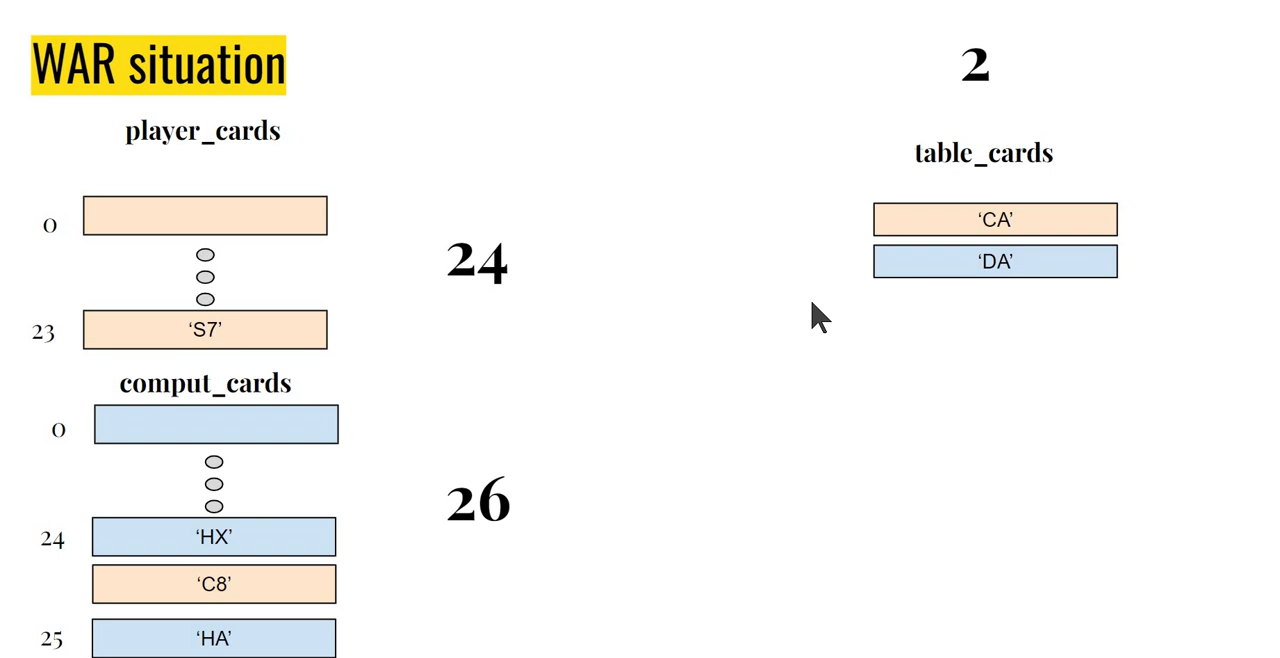 WAR situation
2
player_cards
table_cards
0
‘CA’
24
‘DA’
23
‘S7’
comput_cards
0
26
24
‘HX’
‘C8’
25
‘HA’